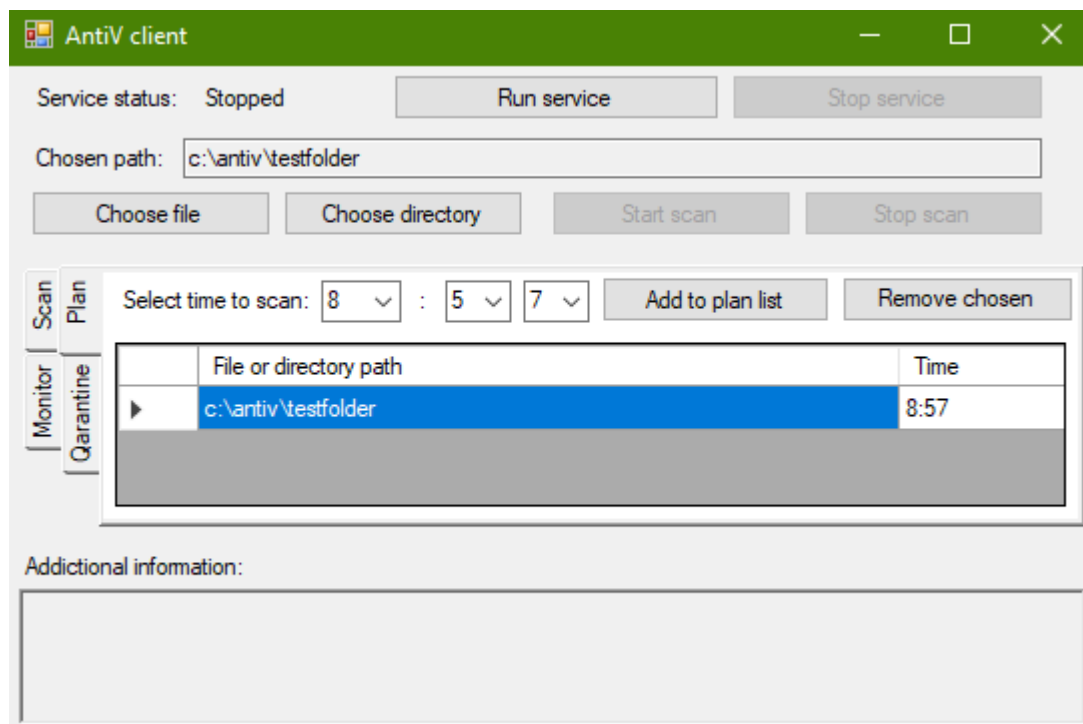 AntiV client
Service status: Stopped Run service Stop service
Chosen path: c:\antiv\testfolder
Choose file Choose directory Start scan Stop scan
Scan
Plan
Monitor
Qarantine
Select time to scan: 8 : 5 7 Add to plan list Remove chosen
File or directory path Time
c:\antiv\testfolder 8:57
Addictional information: